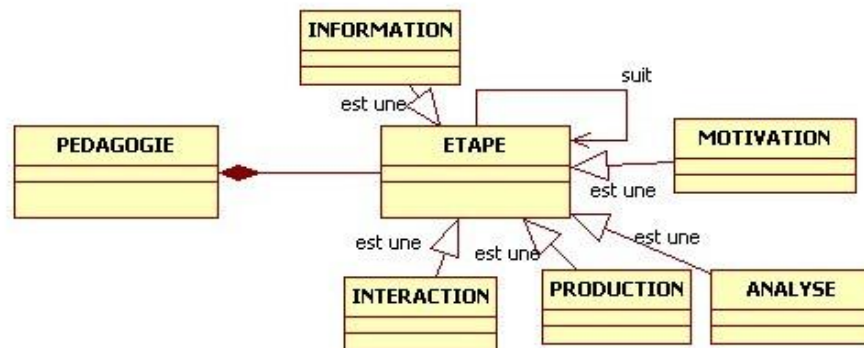 INFORMATION
est une
suit
PEDAGOGIE
ETAPE
MOTIVATION
est une
est une
est une
est une
INTERACTION
PRODUCTION
ANALYSE